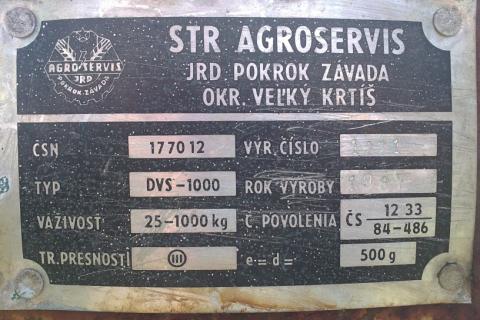 AGROSERVIS
JRD
POKROK ZÁVADA
STR AGROSERVIS
JRD POKROK ZÁVADA
OKR. VEĽKÝ KRTÍŠ
ČSN 177012 VÝR. ČÍSLO
TYP DVS-1000 ROK VÝROBY
VÁŽIVOSŤ 25-1000 kg Č. POVOLENIA ČS 12 33
84-486
TR. PRESNOSTI III e = d = 500 g